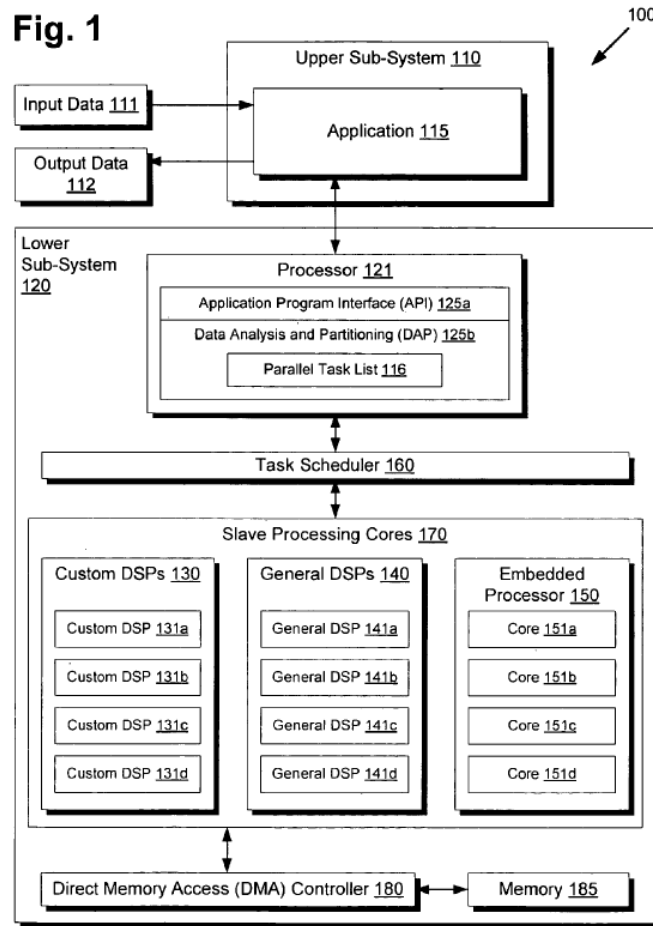 Fig. 1
100
Upper Sub-System 110
Input Data 111
Application 115
Output Data
112
Lower
Sub-System
120
Processor 121
Application Program Interface (API) 125a
Data Analysis and Partitioning (DAP) 125b
Parallel Task List 116
Task Scheduler 160
Slave Processing Cores 170
Custom DSPs 130
Custom DSP 131a
Custom DSP 131b
Custom DSP 131c
Custom DSP 131d
General DSPs 140
General DSP 141a
General DSP 141b
General DSP 141c
General DSP 141d
Embedded
Processor 150
Core 151a
Core 151b
Core 151c
Core 151d
Direct Memory Access (DMA) Controller 180
Memory 185